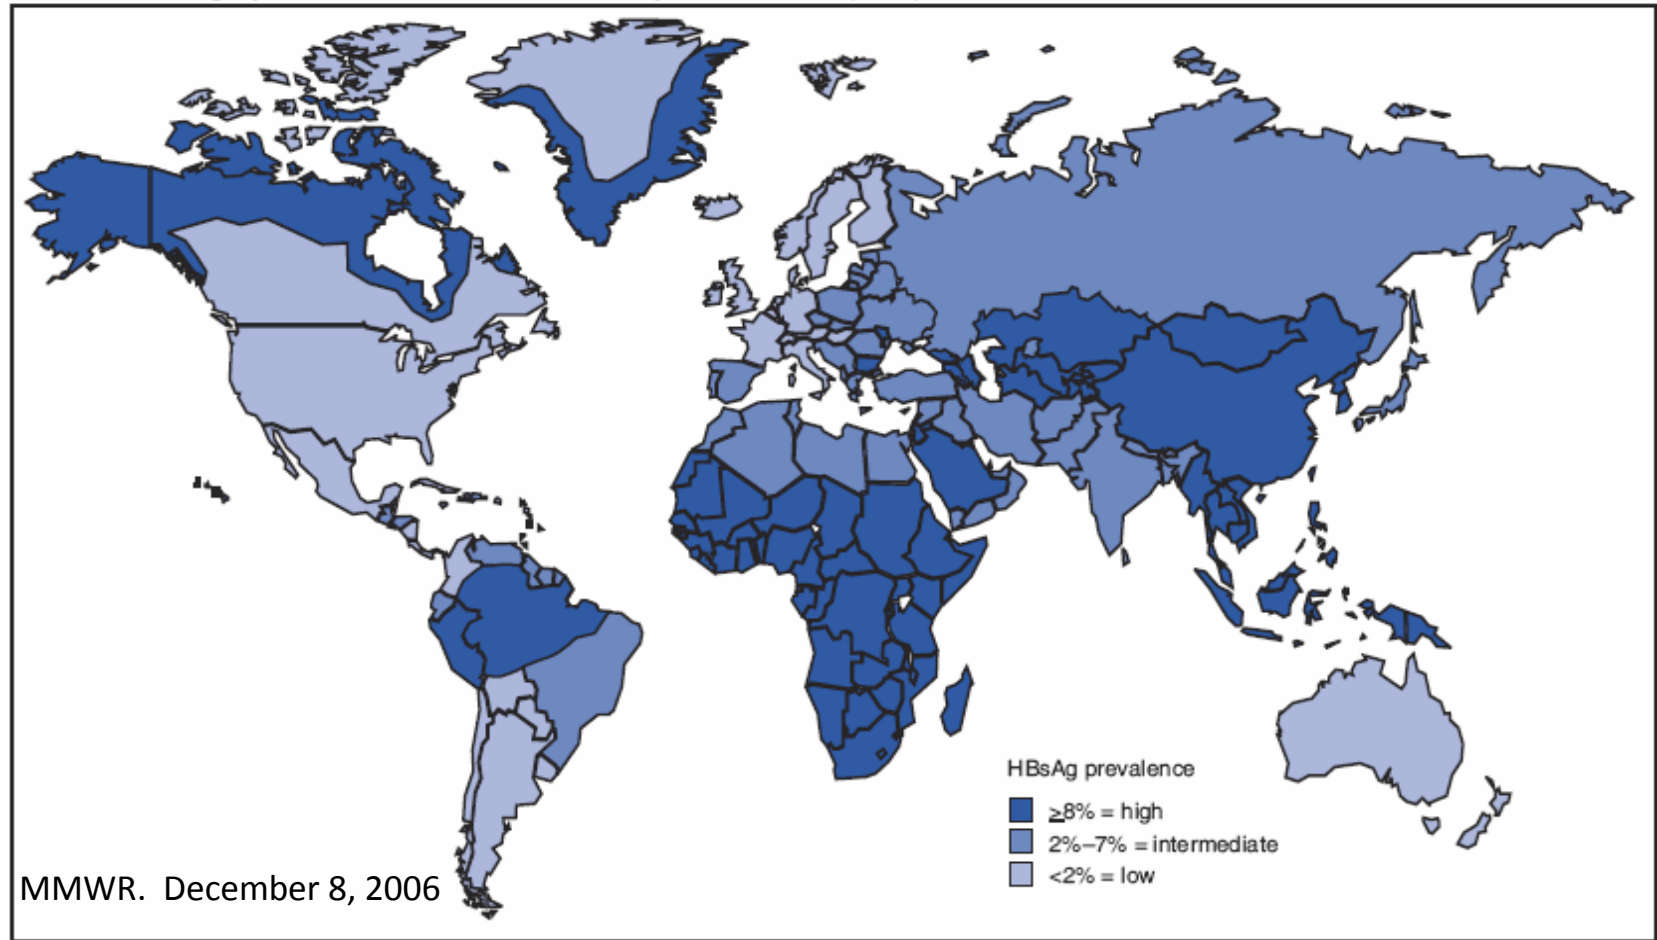 HBsAg prevalence
≥8% = high
2%–7% = intermediate
<2% = low
MMWR.  December 8, 2006